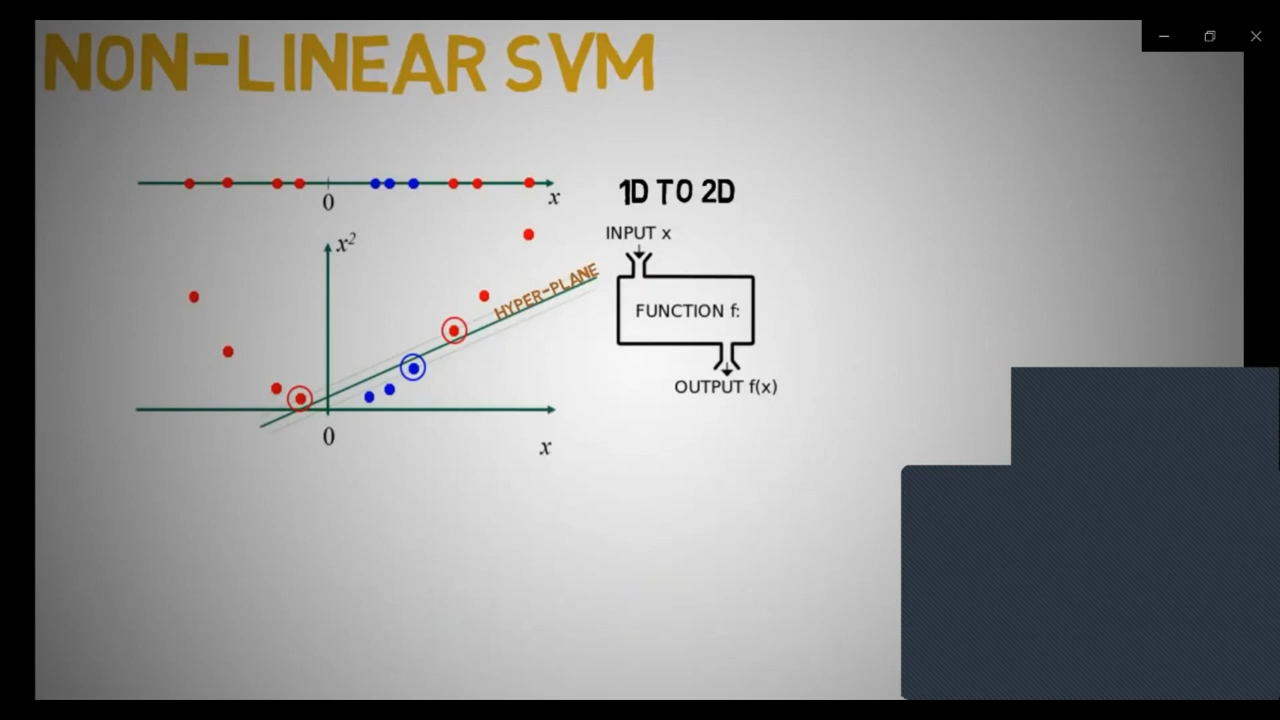 NON-LINEAR SVM
0
x
1D TO 2D
INPUT x
x²
HYPER-PLANE
FUNCTION f:
OUTPUT f(x)
0
x